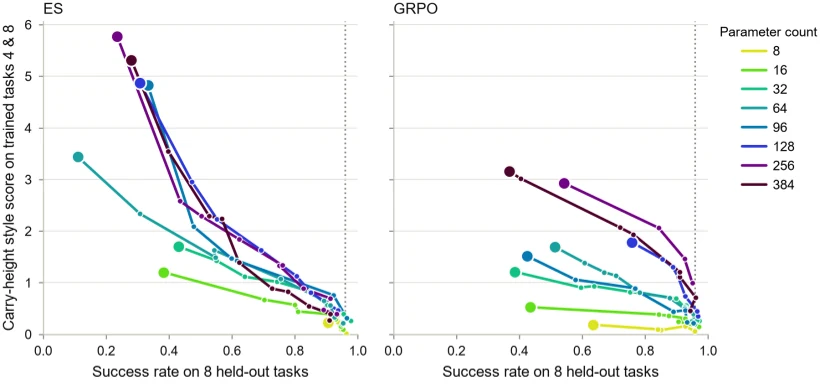 ES
GRPO
Carry-height style score on trained tasks 4 & 8
6
5
4
3
2
1
0
0.0 0.2 0.4 0.6 0.8 1.0
0.0 0.2 0.4 0.6 0.8 1.0
Success rate on 8 held-out tasks
Success rate on 8 held-out tasks
Parameter count
8
16
32
64
96
128
256
384